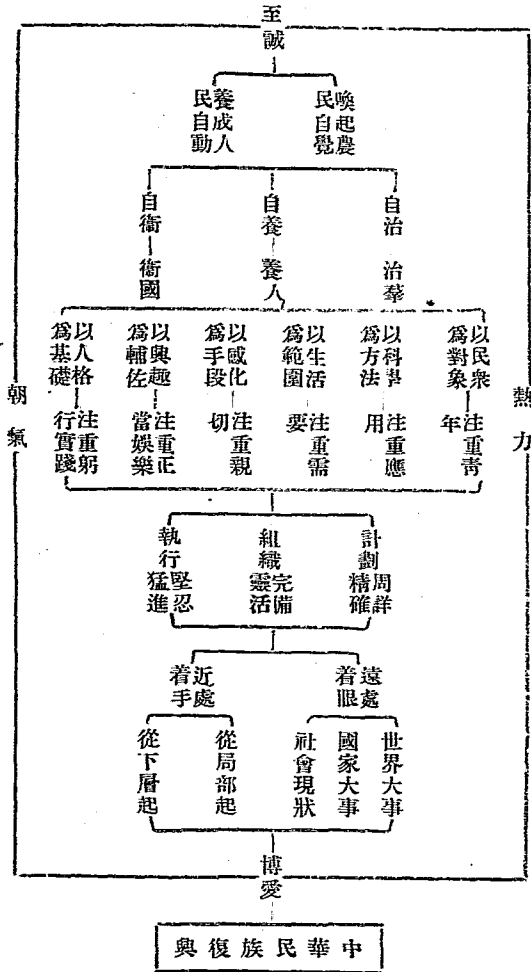 至誠
喚起農民自覺
養成人民自動
自治 治羣
自養 養人
自衞 衞國
以民衆為對象 注重青年
以科學為方法 注重應用
以生活為範圍 注重需要
以感化為手段 注重親切
以興趣為輔佐 注重正當娛樂
以人格為基礎 注重躬行實踐
熱力
朝氣
計劃 周詳精確
組織 完備靈活
執行 堅忍猛進
遠處着眼
近處着手
世界大事
國家大事
社會現狀
從局部起
從下層起
博愛
中華民族復興